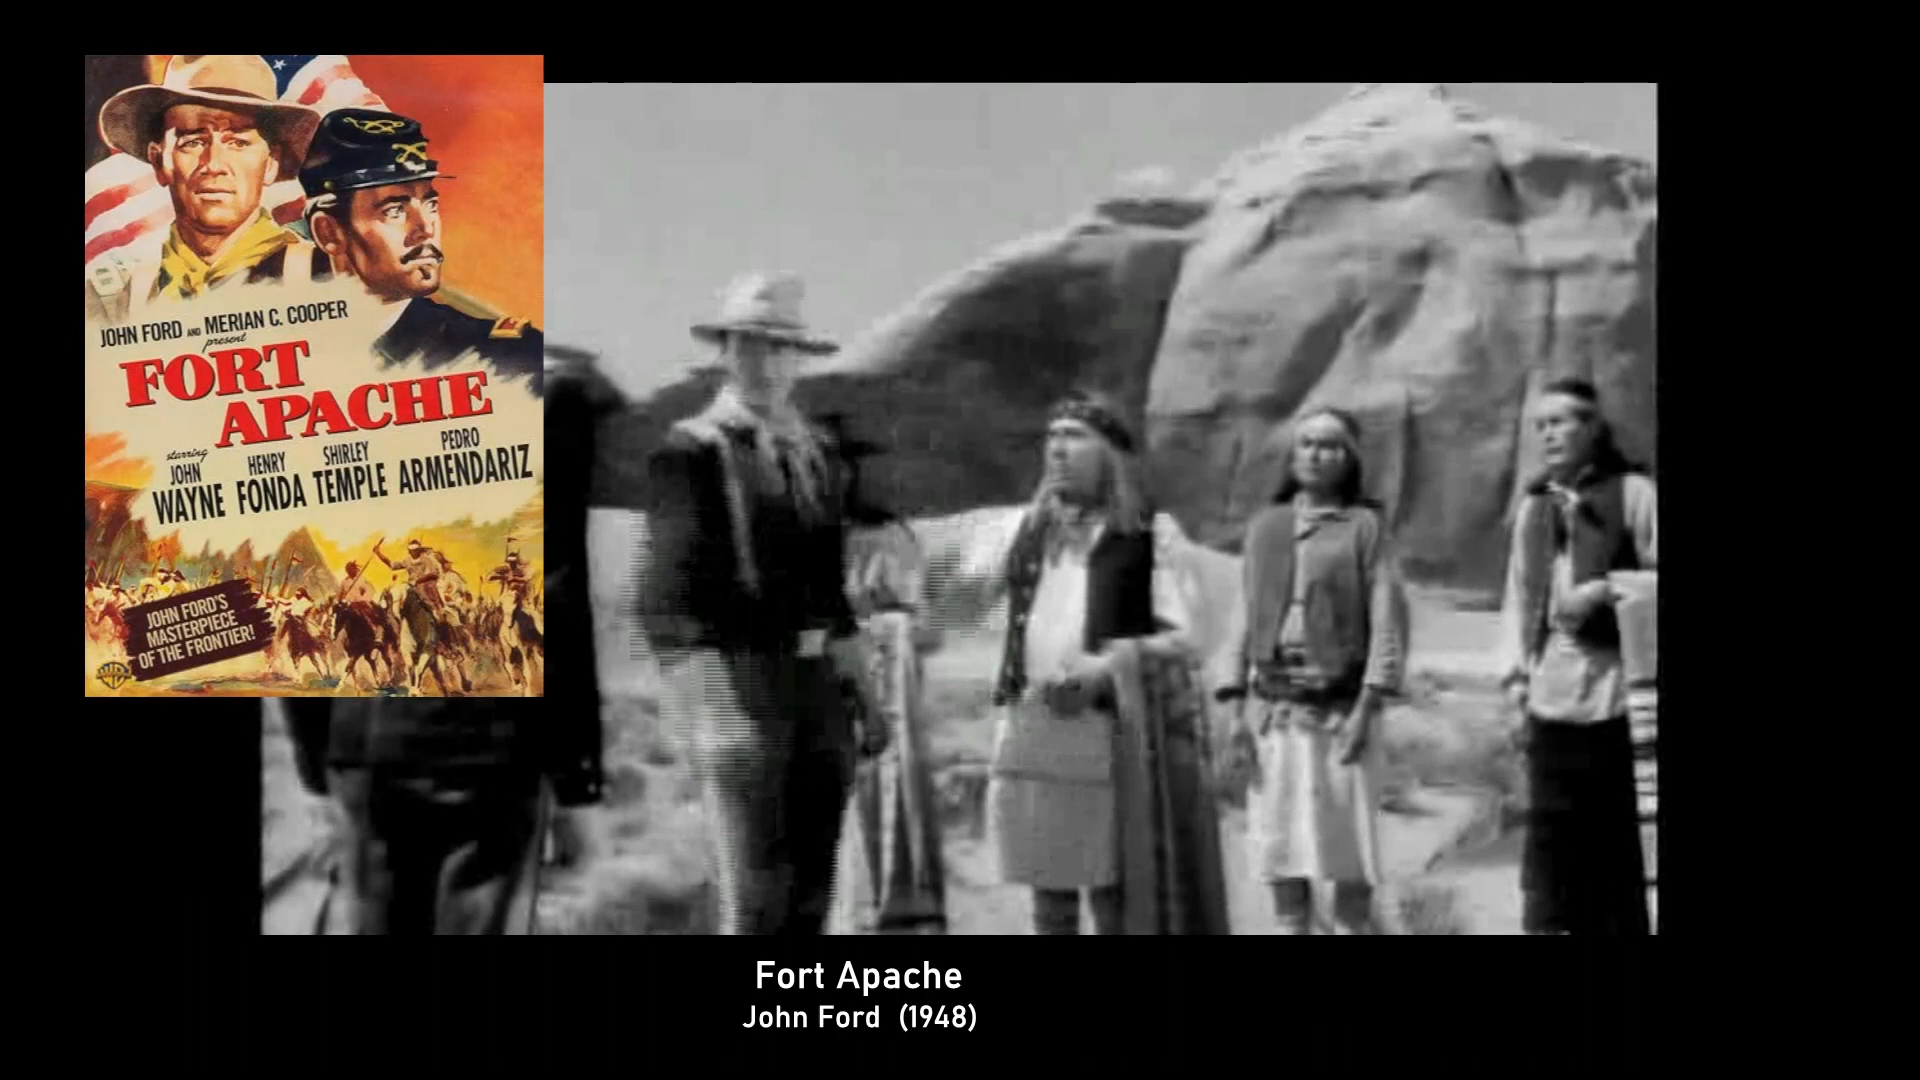 JOHN FORD AND MERIAN C. COOPER
present
FORT
APACHE
starring
JOHN
WAYNE
HENRY
FONDA
SHIRLEY
TEMPLE
PEDRO
ARMENDARIZ
JOHN FORD'S
MASTERPIECE
OF THE FRONTIER!
Fort Apache
John Ford (1948)